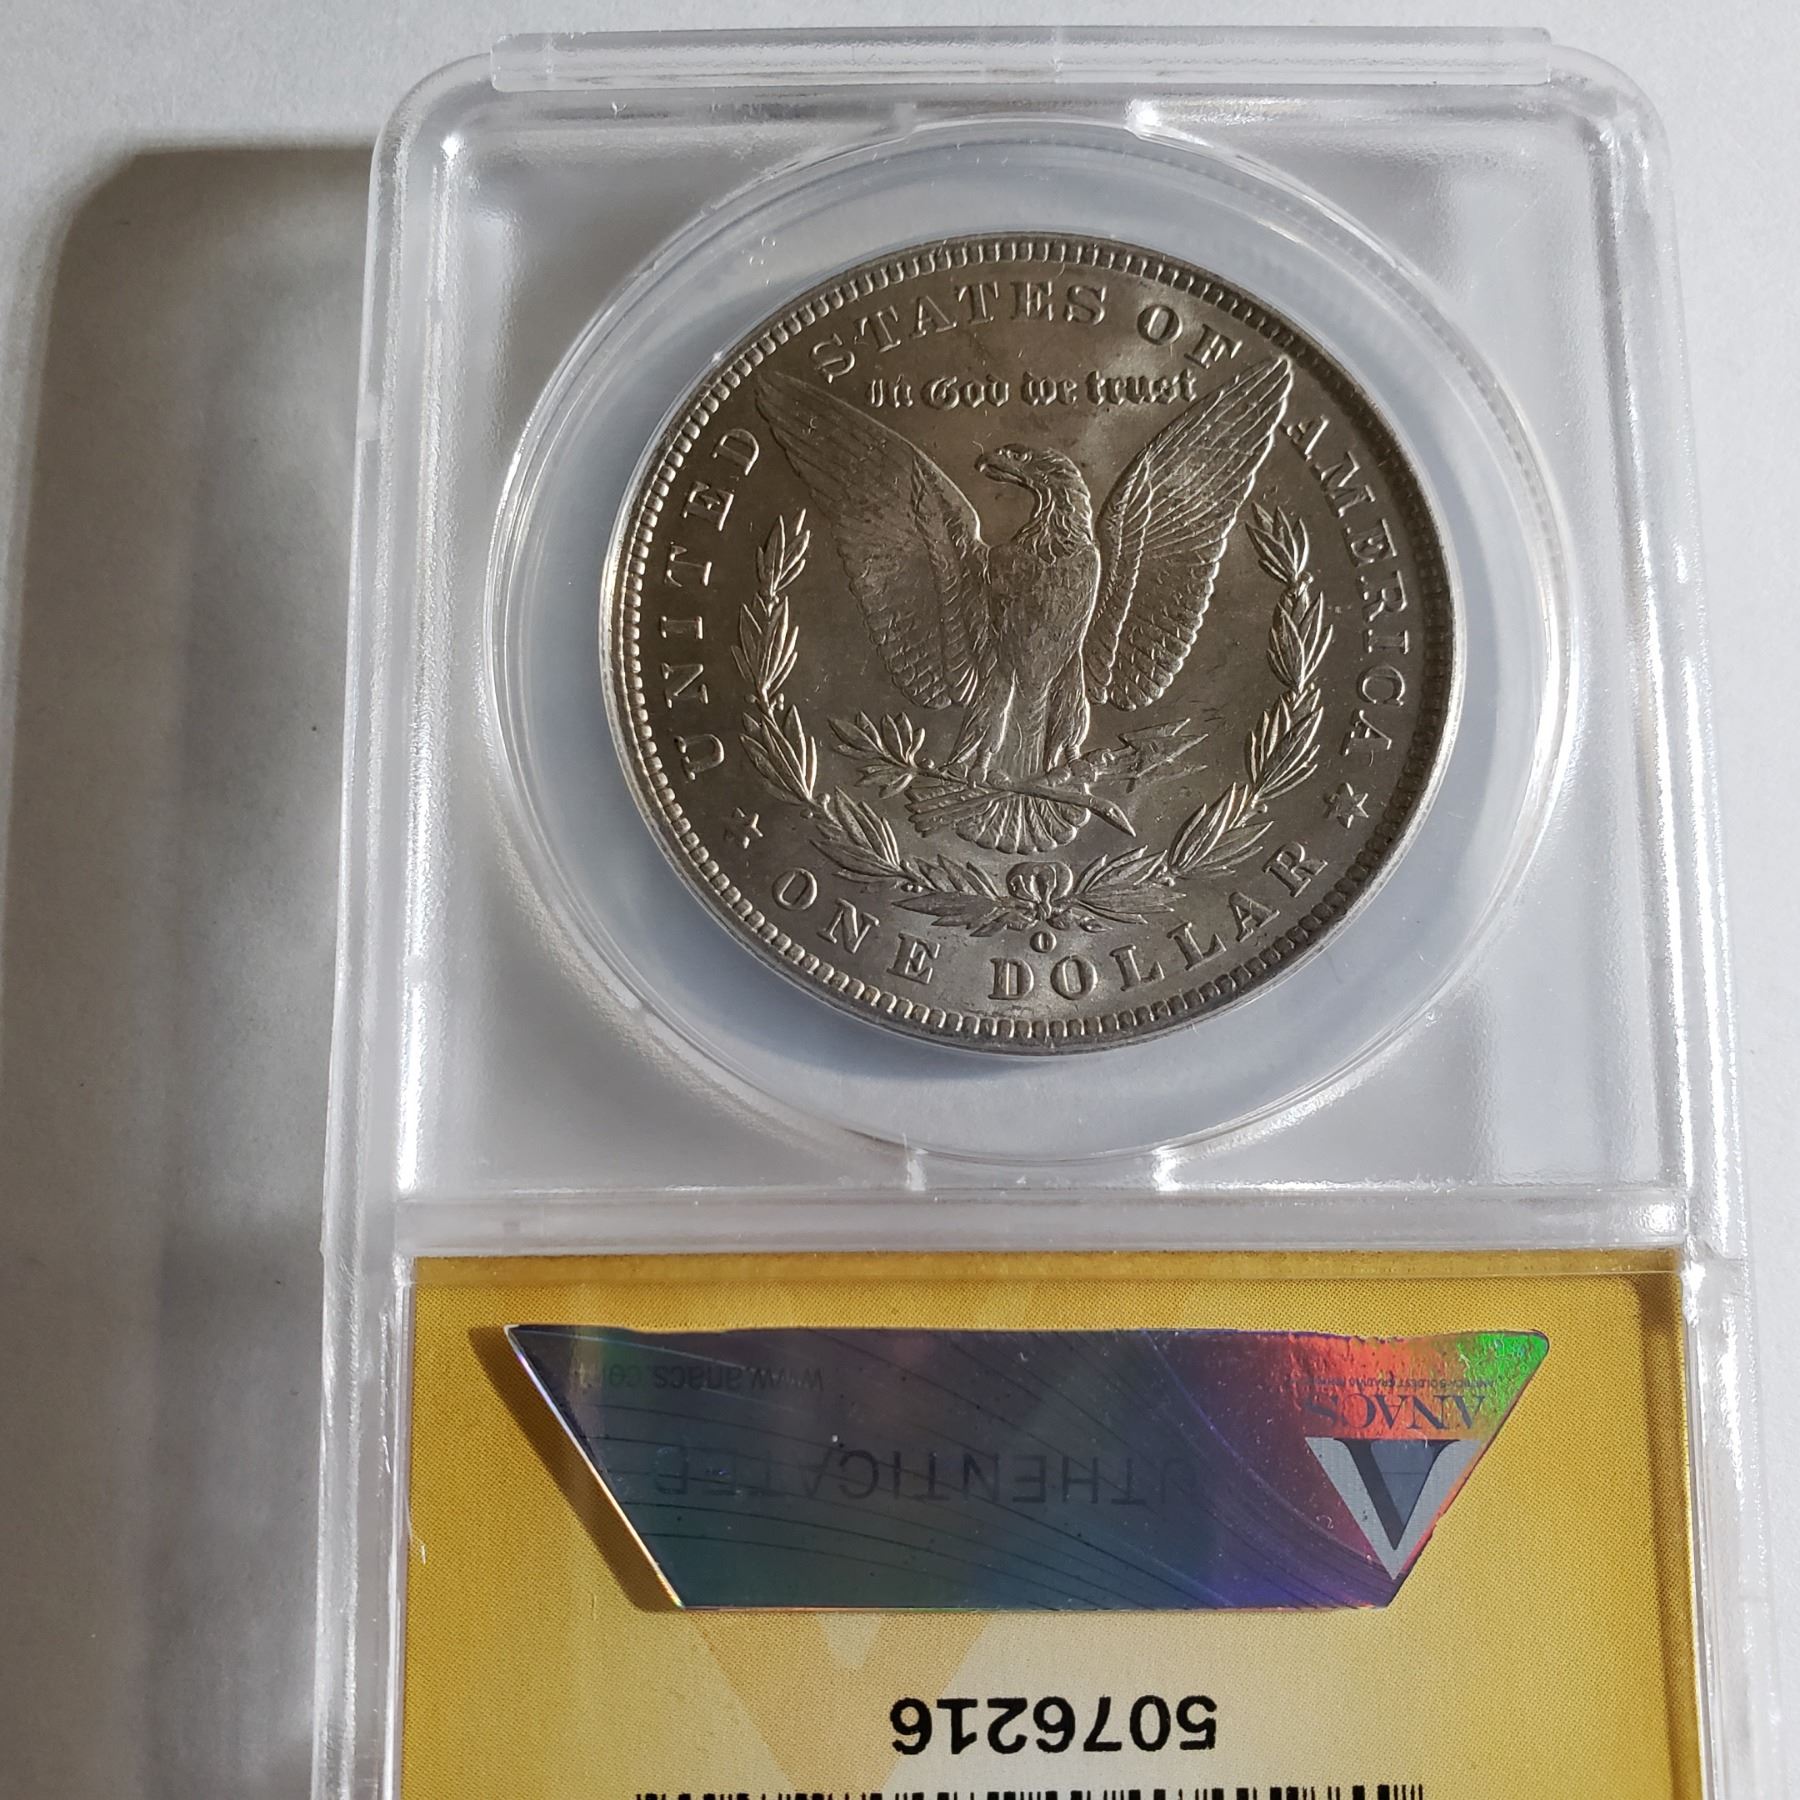 UNITED STATES OF AMERICA
In God we trust
O
ONE DOLLAR
5076216
AUTHENTICATED
ANACS
www.anacs.com